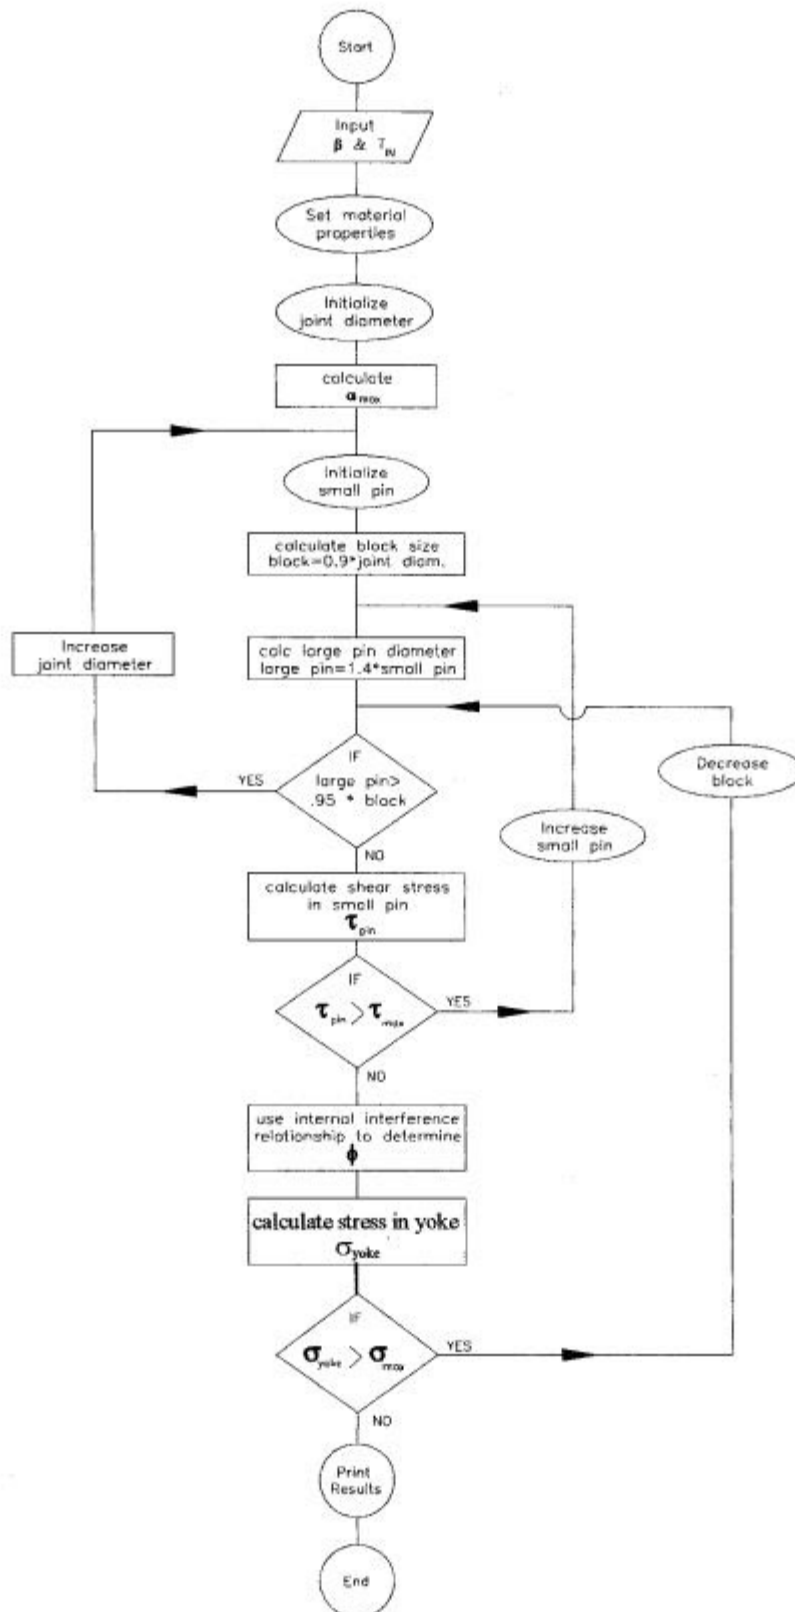 Start
Input
β & T_IN
Set material
properties
Initialize
joint diameter
calculate
α_max
Initialize
small pin
calculate block size
block=0.9*joint diam.
Increase
joint diameter
calc large pin diameter
large pin=1.4*small pin
IF
large pin>
.95 * block
YES
NO
Decrease
block
Increase
small pin
calculate shear stress
in small pin
τ_pin
IF
τ_pin > τ_max
YES
NO
use internal interference
relationship to determine
ϕ
calculate stress in yoke
σ_yoke
IF
σ_yoke > σ_max
YES
NO
Print
Results
End